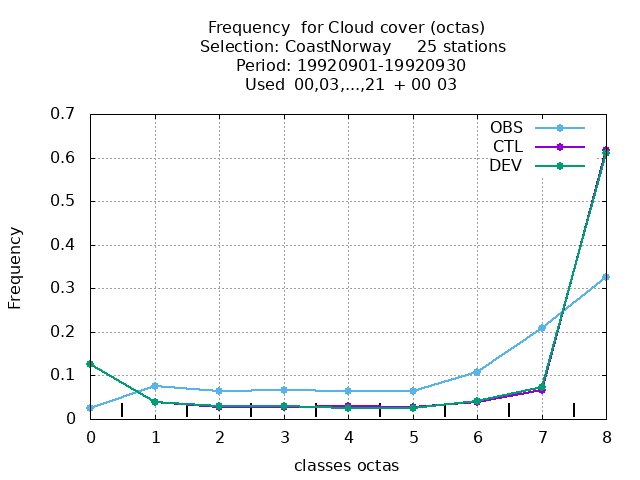 Frequency  for Cloud cover (octas)
Selection: CoastNorway     25 stations
Period: 19920901-19920930
Used  00,03,...,21  + 00 03
OBS
CTL
DEV
Frequency
0.7
0.6
0.5
0.4
0.3
0.2
0.1
0
0 1 2 3 4 5 6 7 8
classes octas